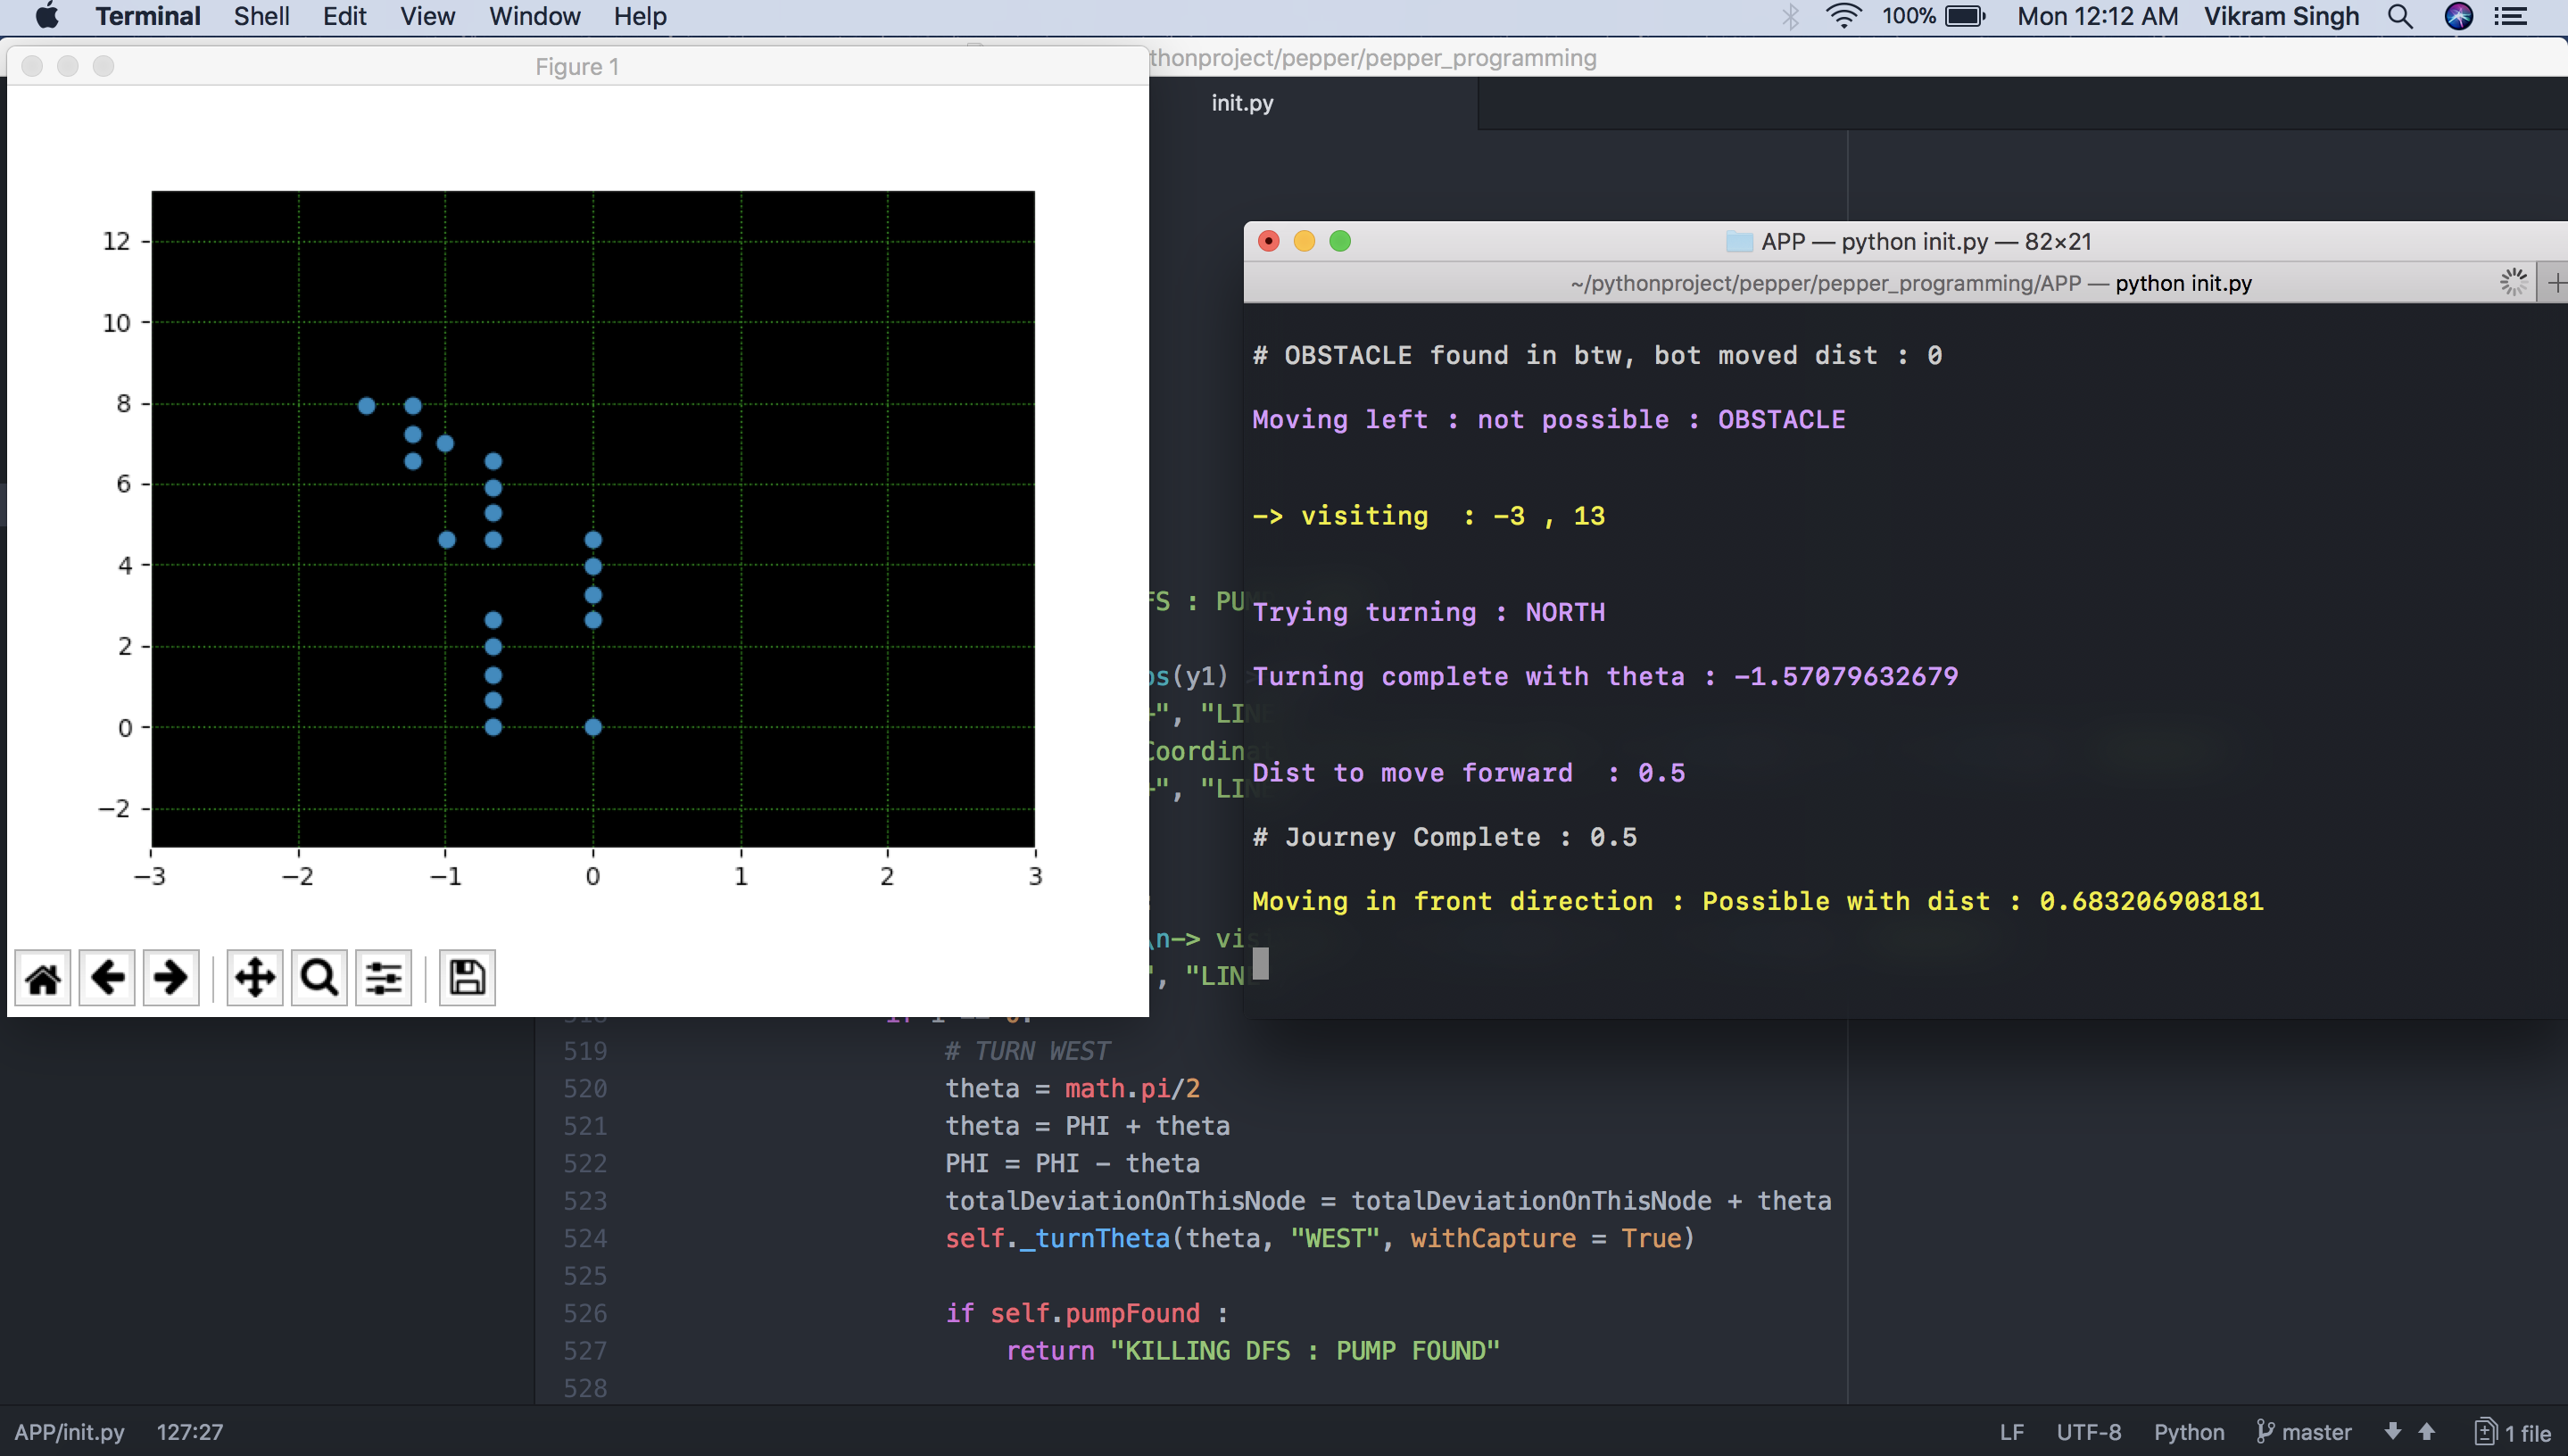 Terminal Shell Edit View Window Help 100% Mon 12:12 AM Vikram Singh
Figure 1
thonproject/pepper/pepper_programming
init.py
12
10
8
6
4
2
0
−2
−3 −2 −1 0 1 2 3
APP — python init.py — 82×21
~/pythonproject/pepper/pepper_programming/APP — python init.py
# OBSTACLE found in btw, bot moved dist : 0
Moving left : not possible : OBSTACLE
-> visiting  : -3 , 13
Trying turning : NORTH
Turning complete with theta : -1.57079632679
Dist to move forward  : 0.5
# Journey Complete : 0.5
Moving in front direction : Possible with dist : 0.683206908181
FS : PU
os(y1)
", "LIN
Coordin
", "LIN
\n-> vis
", "LIN
519 # TURN WEST
520 theta = math.pi/2
521 theta = PHI + theta
522 PHI = PHI - theta
523 totalDeviationOnThisNode = totalDeviationOnThisNode + theta
524 self._turnTheta(theta, "WEST", withCapture = True)
525
526 if self.pumpFound :
527 return "KILLING DFS : PUMP FOUND"
528
APP/init.py 127:27 LF UTF-8 Python master 1 file